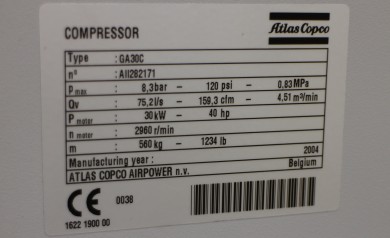 COMPRESSOR Atlas Copco
Type : GA30C
n° : AII282171
P max : 8,3bar – 120 psi – 0,83MPa
Qv : 75,2l/s – 159,3 cfm – 4,51 m³/min
P motor : 30kW – 40 hp
n motor : 2960 r/min
m : 560kg – 1234 lb
Manufacturing year : 2004
ATLAS COPCO AIRPOWER n.v. Belgium
CE 0038
1622 1900 00